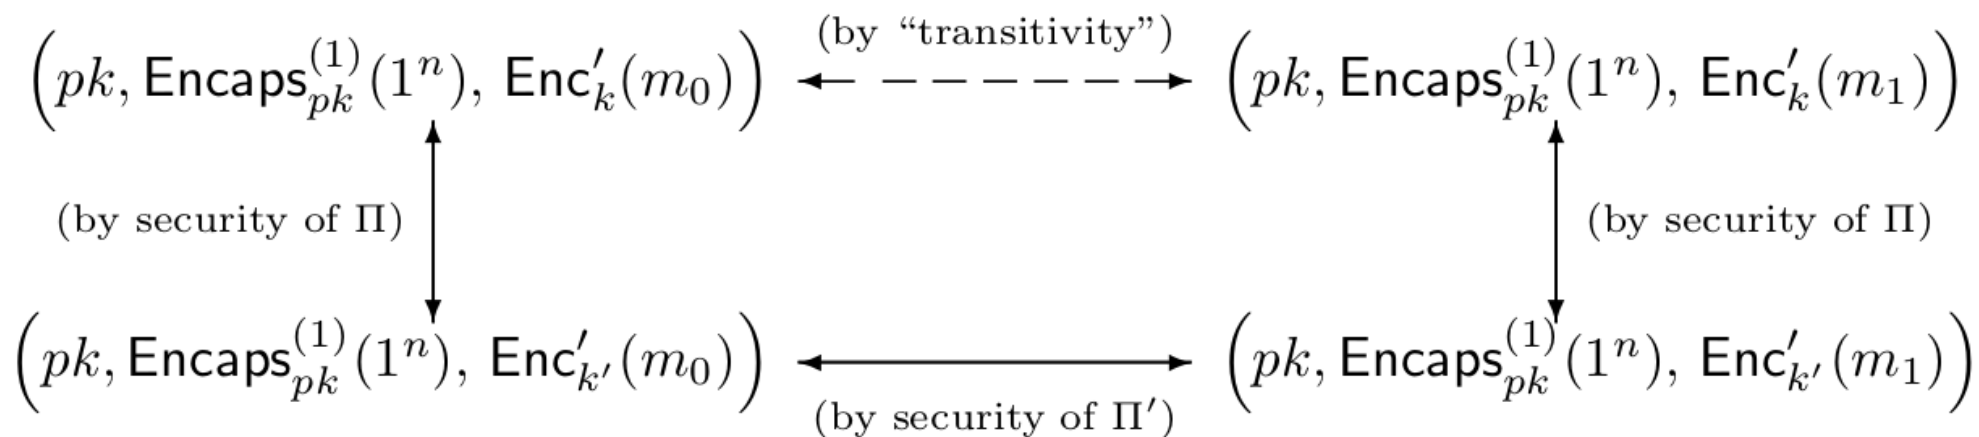 (by “transitivity”)
(pk, Encaps_{pk}^{(1)}(1^n), Enc'_k(m_0)) (pk, Encaps_{pk}^{(1)}(1^n), Enc'_k(m_1))
(by security of Π) (by security of Π)
(pk, Encaps_{pk}^{(1)}(1^n), Enc'_{k'}(m_0)) (pk, Encaps_{pk}^{(1)}(1^n), Enc'_{k'}(m_1))
(by security of Π′)